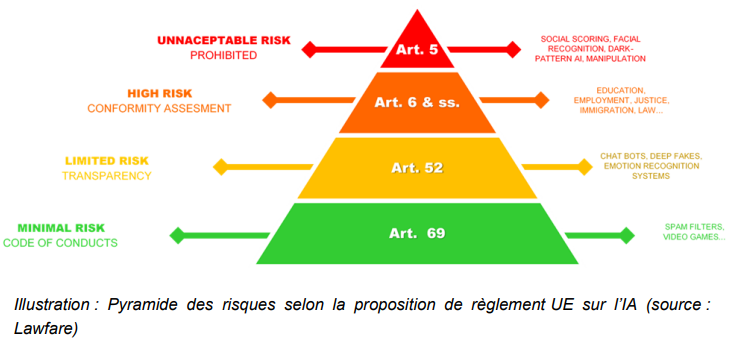 UNNACEPTABLE RISK
PROHIBITED
Art. 5
SOCIAL SCORING, FACIAL
RECOGNITION, DARK-
PATTERN AI, MANIPULATION
HIGH RISK
CONFORMITY ASSESMENT
Art. 6 & ss.
EDUCATION,
EMPLOYMENT, JUSTICE,
IMMIGRATION, LAW...
LIMITED RISK
TRANSPARENCY
Art. 52
CHAT BOTS, DEEP FAKES,
EMOTION RECOGNITION
SYSTEMS
MINIMAL RISK
CODE OF CONDUCTS
Art. 69
SPAM FILTERS,
VIDEO GAMES...
Illustration : Pyramide des risques selon la proposition de règlement UE sur l'IA (source :
Lawfare)